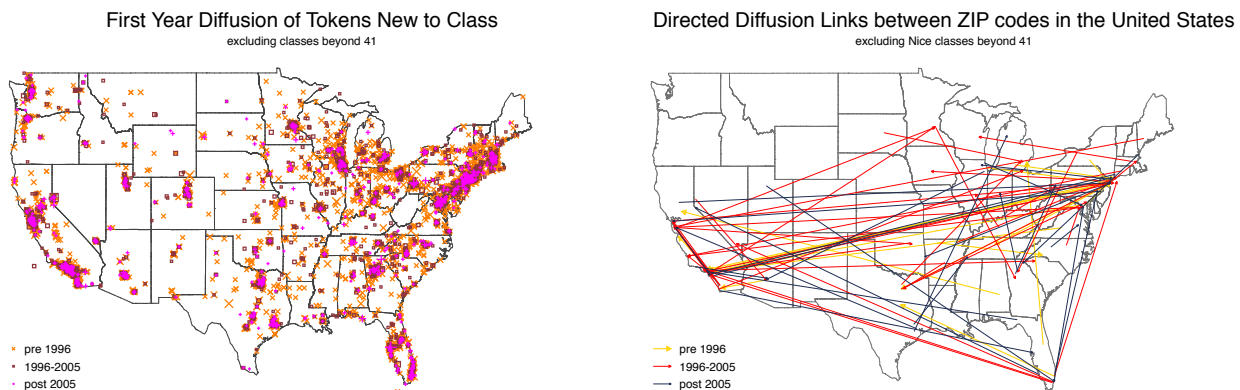 First Year Diffusion of Tokens New to Class
excluding classes beyond 41
pre 1996
1996-2005
post 2005
Directed Diffusion Links between ZIP codes in the United States
excluding Nice classes beyond 41
pre 1996
1996-2005
post 2005